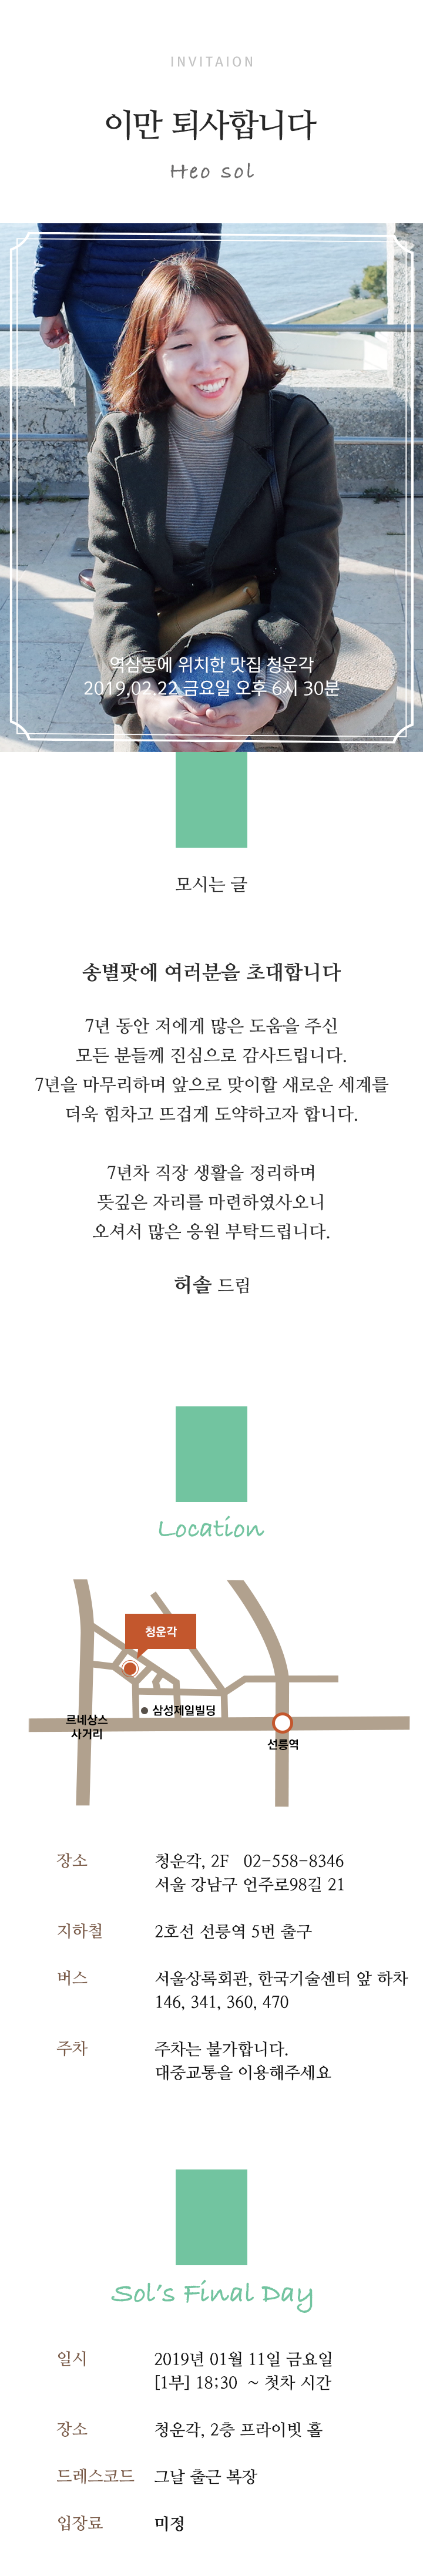 INVITAION
이만 퇴사합니다
Heo sol
역삼동에 위치한 맛집 청운각
2019.02.22 금요일 오후 6시 30분
모시는 글
송별팟에 여러분을 초대합니다
7년 동안 저에게 많은 도움을 주신
모든 분들께 진심으로 감사드립니다.
7년을 마무리하며 앞으로 맞이할 새로운 세계를
더욱 힘차고 뜨겁게 도약하고자 합니다.
7년차 직장 생활을 정리하며
뜻깊은 자리를 마련하였사오니
오셔서 많은 응원 부탁드립니다.
허솔 드림
Location
청운각
삼성제일빌딩
르네상스
사거리
선릉역
장소 청운각, 2F 02-558-8346
서울 강남구 언주로98길 21
지하철 2호선 선릉역 5번 출구
버스 서울상록회관, 한국기술센터 앞 하차
146, 341, 360, 470
주차 주차는 불가합니다.
대중교통을 이용해주세요
Sol's Final Day
일시 2019년 01월 11일 금요일
[1부] 18;30 ~ 첫차 시간
장소 청운각, 2층 프라이빗 홀
드레스코드 그날 출근 복장
입장료 미정